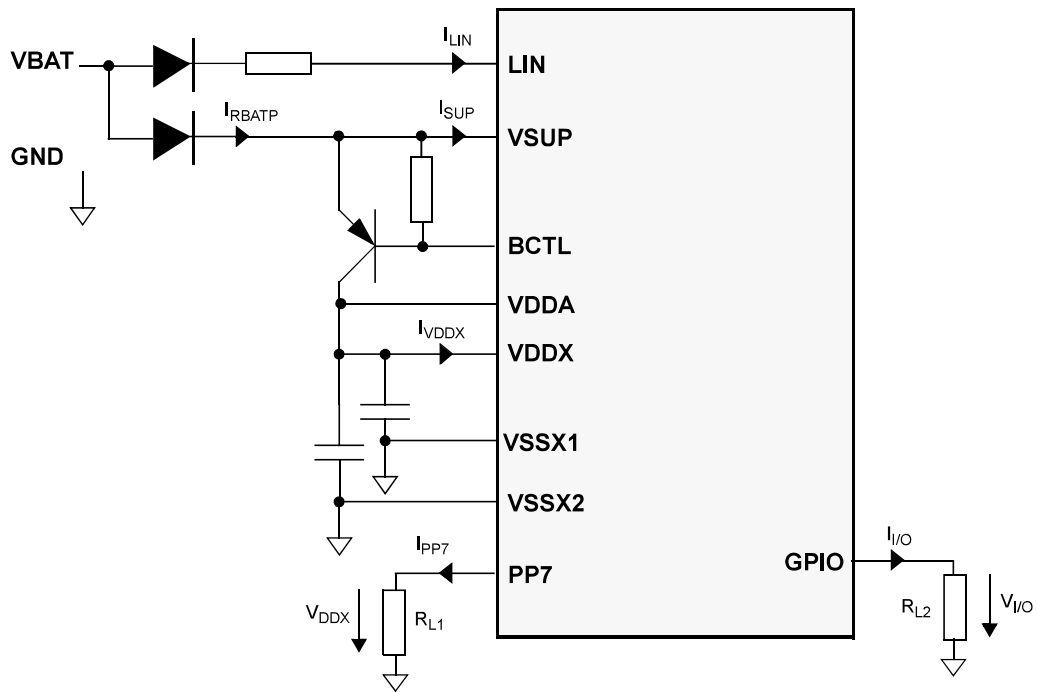 VBAT
GND
I_LIN
LIN
I_RBATP
I_SUP
VSUP
BCTL
VDDA
I_VDDX
VDDX
VSSX1
VSSX2
I_PP7
PP7
V_DDX
R_L1
GPIO
I_I/O
R_L2
V_I/O